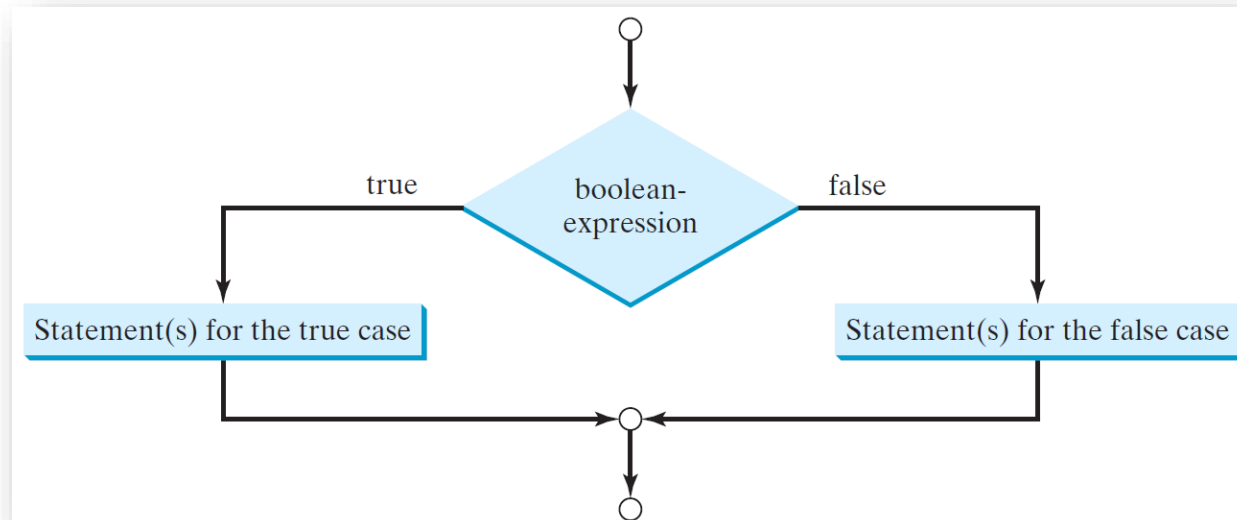 true
boolean-
expression
false
Statement(s) for the true case
Statement(s) for the false case